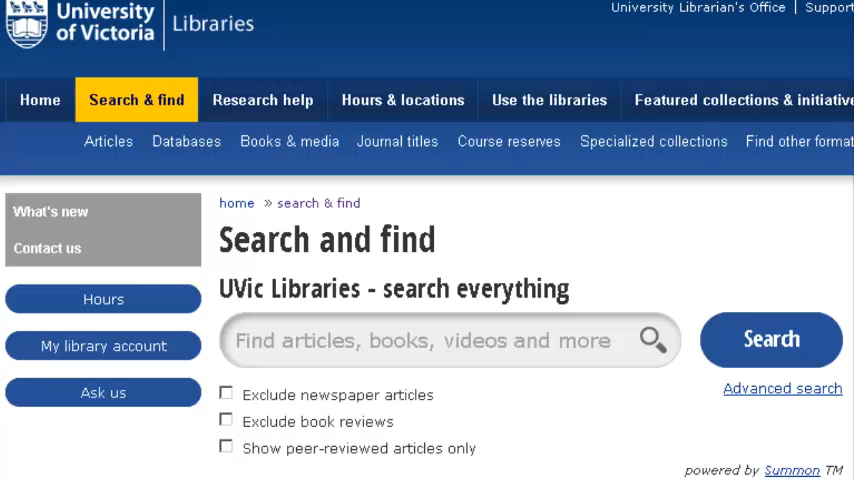 University of Victoria | Libraries
University Librarian's Office | Support
Home Search & find Research help Hours & locations Use the libraries Featured collections & initiative
Articles Databases Books & media Journal titles Course reserves Specialized collections Find other format
What's new
Contact us
Hours
My library account
Ask us
home » search & find
Search and find
UVic Libraries - search everything
Find articles, books, videos and more
Search
Advanced search
Exclude newspaper articles
Exclude book reviews
Show peer-reviewed articles only
powered by Summon TM